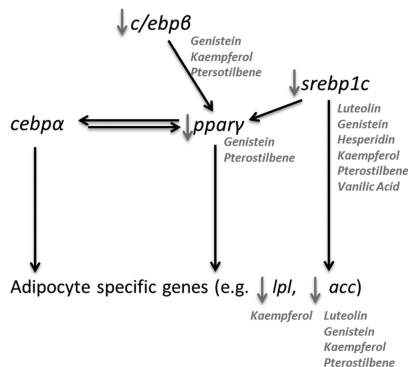 c/ebpβ
Genistein
Kaempferol
Ptersotilbene
srebp1c
cebpα
pparγ
Genistein
Pterostilbene
Luteolin
Genistein
Hesperidin
Kaempferol
Pterostilbene
Vanilic Acid
Adipocyte specific genes (e.g. lpl, acc)
Kaempferol
Luteolin
Genistein
Kaempferol
Pterostilbene